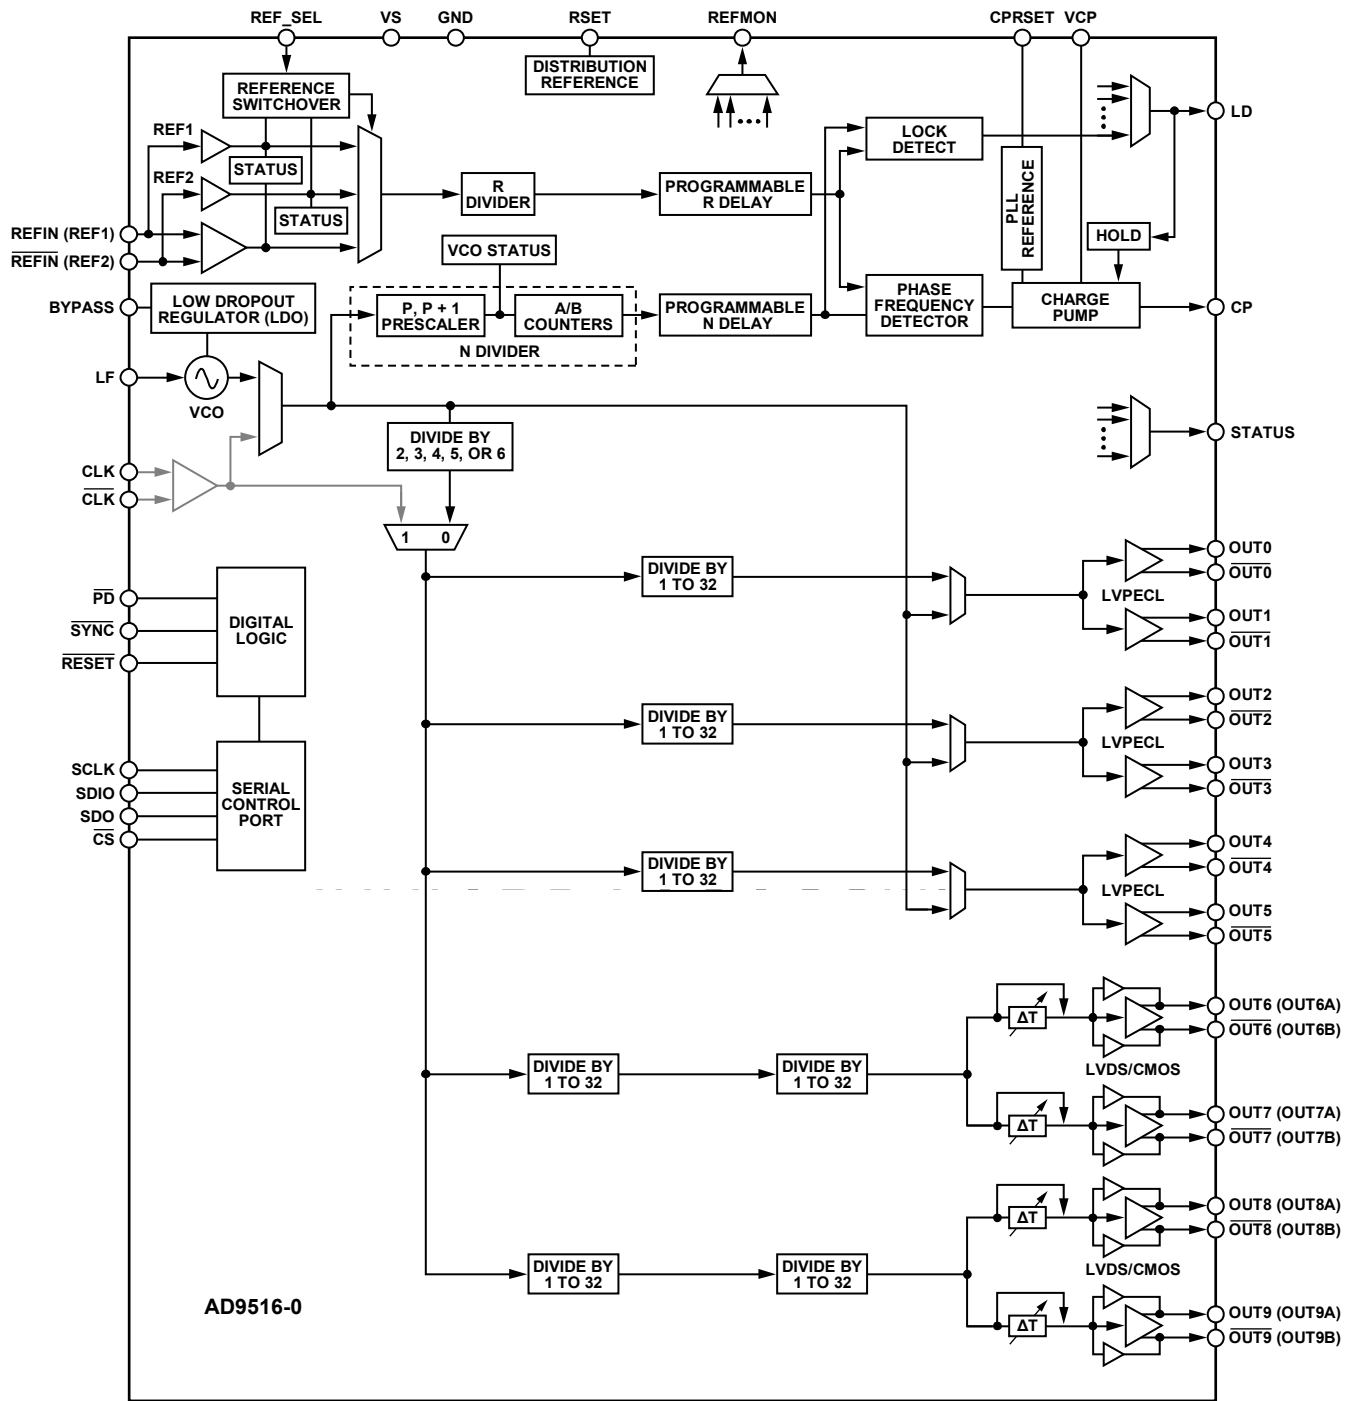 REF_SEL
VS
GND
RSET
REFMON
CPRSET
VCP
DISTRIBUTION
REFERENCE
REFERENCE
SWITCHOVER
REF1
STATUS
REF2
STATUS
R
DIVIDER
PROGRAMMABLE
R DELAY
LOCK
DETECT
LD
PLL
REFERENCE
HOLD
REFIN (REF1)
REFIN (REF2)
VCO STATUS
BYPASS
LOW DROPOUT
REGULATOR (LDO)
P, P + 1
PRESCALER
A/B
COUNTERS
N DIVIDER
PROGRAMMABLE
N DELAY
PHASE
FREQUENCY
DETECTOR
CHARGE
PUMP
CP
LF
VCO
STATUS
DIVIDE BY
2, 3, 4, 5, OR 6
CLK
CLK
1
0
DIVIDE BY
1 TO 32
OUT0
OUT0
LVPECL
OUT1
OUT1
PD
SYNC
RESET
DIGITAL
LOGIC
DIVIDE BY
1 TO 32
OUT2
OUT2
LVPECL
OUT3
OUT3
SCLK
SDIO
SDO
CS
SERIAL
CONTROL
PORT
DIVIDE BY
1 TO 32
OUT4
OUT4
LVPECL
OUT5
OUT5
DIVIDE BY
1 TO 32
DIVIDE BY
1 TO 32
ΔT
OUT6 (OUT6A)
OUT6 (OUT6B)
LVDS/CMOS
ΔT
OUT7 (OUT7A)
OUT7 (OUT7B)
DIVIDE BY
1 TO 32
DIVIDE BY
1 TO 32
ΔT
OUT8 (OUT8A)
OUT8 (OUT8B)
LVDS/CMOS
ΔT
OUT9 (OUT9A)
OUT9 (OUT9B)
AD9516-0